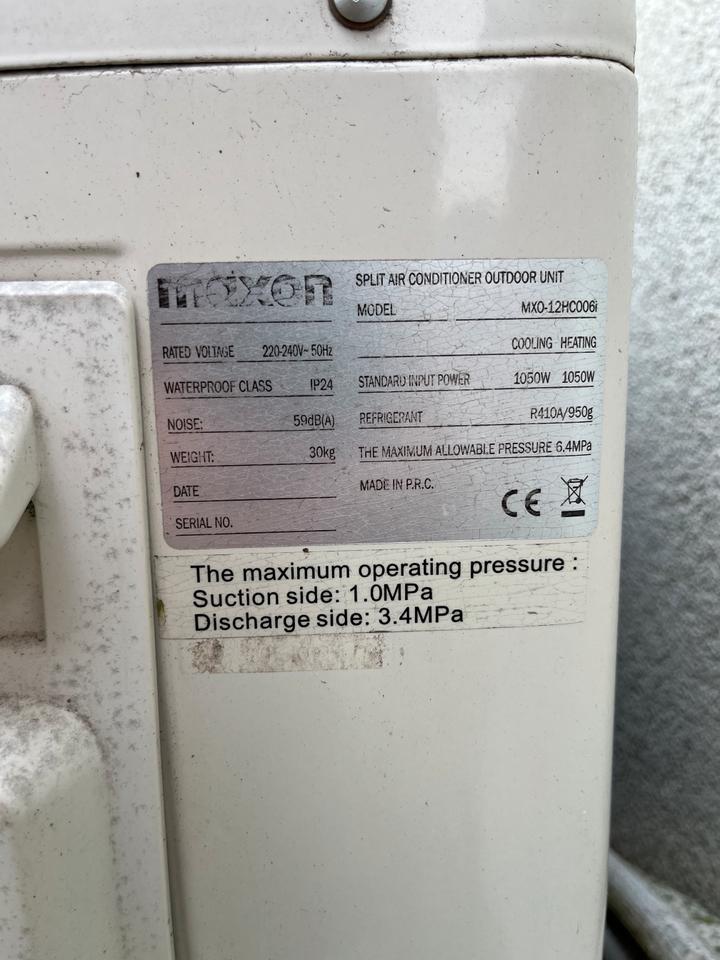 maxon
SPLIT AIR CONDITIONER OUTDOOR UNIT
MODEL MXO-12HC006i
COOLING HEATING
RATED VOLTAGE 220-240V~50Hz
STANDARD INPUT POWER 1050W 1050W
WATERPROOF CLASS IP24
REFRIGERANT R410A/950g
NOISE: 59dB(A)
THE MAXIMUM ALLOWABLE PRESSURE 6.4MPa
WEIGHT: 30kg
MADE IN P.R.C.
DATE
CE
SERIAL NO.
The maximum operating pressure :
Suction side: 1.0MPa
Discharge side: 3.4MPa